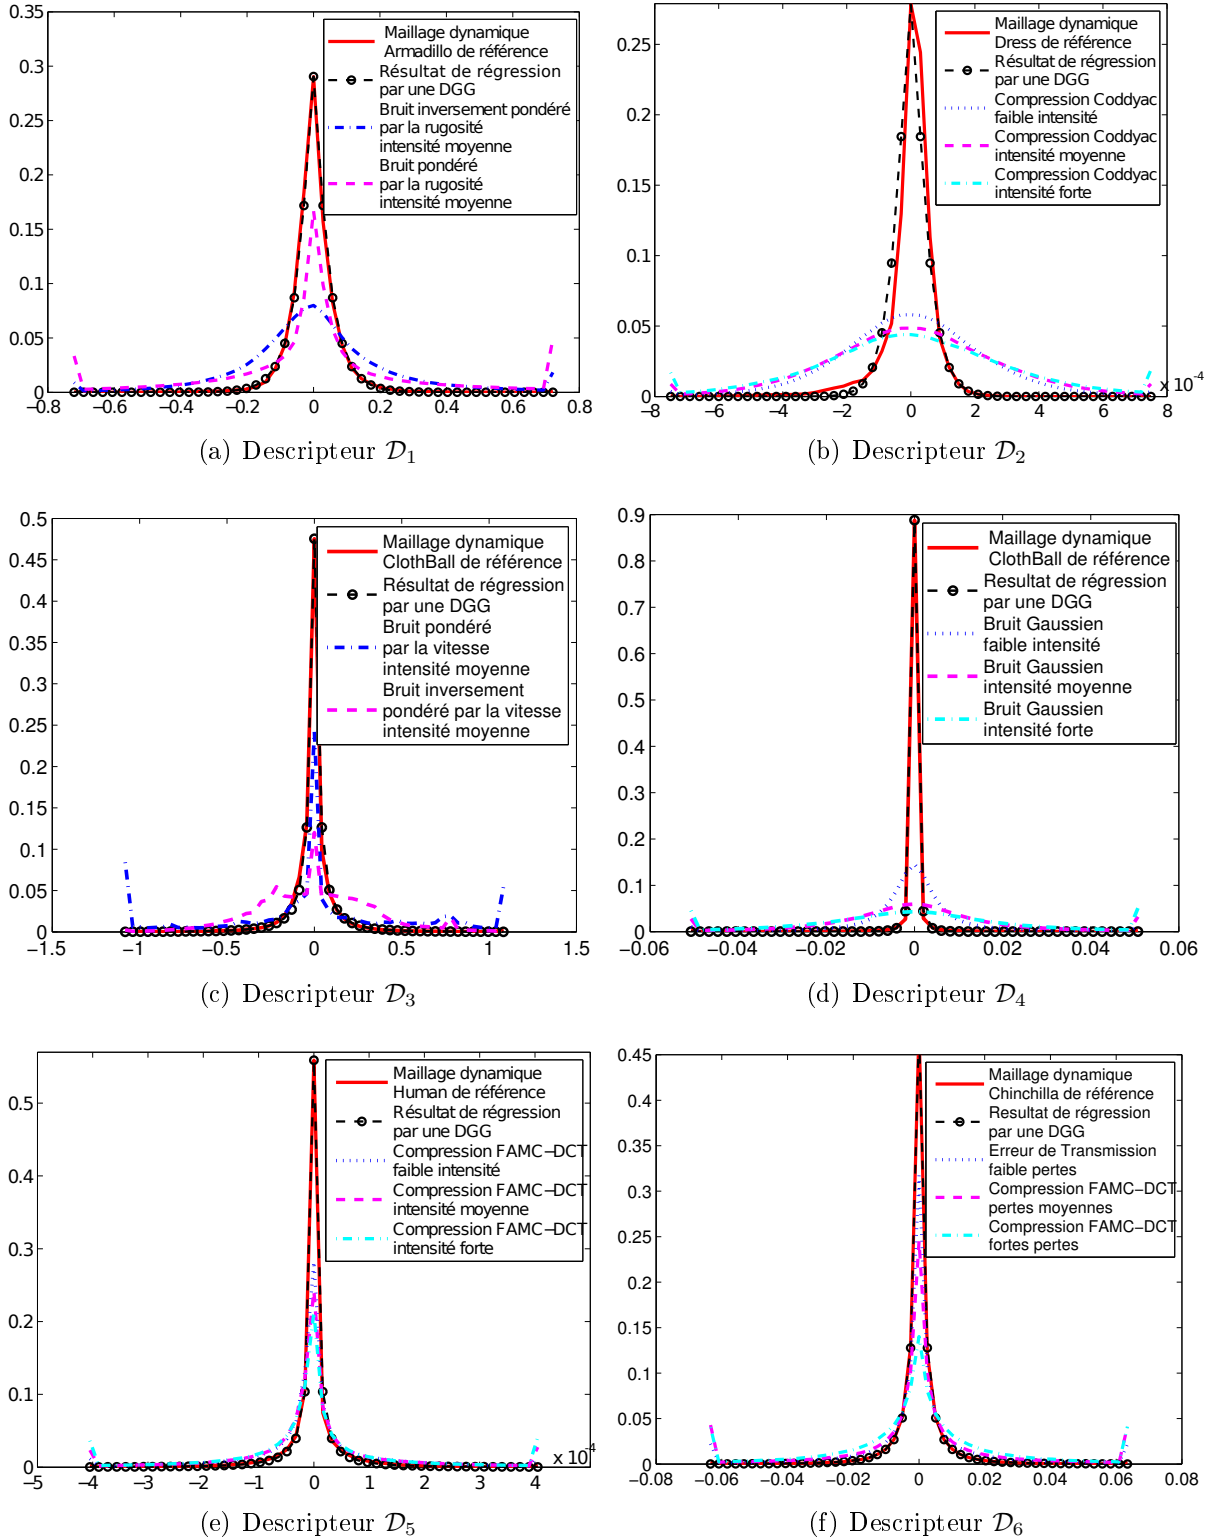 0.35
0.3
0.25
0.2
0.15
0.1
0.05
0
−0.8 −0.6 −0.4 −0.2 0 0.2 0.4 0.6 0.8
Maillage dynamique
Armadillo de référence
Résultat de régression
par une DGG
Bruit inversement pondéré
par la rugosité
intensité moyenne
Bruit pondéré
par la rugosité
intensité moyenne
(a) Descripteur D₁
0.25
0.2
0.15
0.1
0.05
0
−8 −6 −4 −2 0 2 4 6 8
x 10⁻⁴
Maillage dynamique
Dress de référence
Résultat de régression
par une DGG
Compression Coddyac
faible intensité
Compression Coddyac
intensité moyenne
Compression Coddyac
intensité forte
(b) Descripteur D₂
0.5
0.45
0.4
0.35
0.3
0.25
0.2
0.15
0.1
0.05
0
−1.5 −1 −0.5 0 0.5 1 1.5
Maillage dynamique
ClothBall de référence
Résultat de régression
par une DGG
Bruit pondéré
par la vitesse
intensité moyenne
Bruit inversement
pondéré par la vitesse
intensité moyenne
(c) Descripteur D₃
0.9
0.8
0.7
0.6
0.5
0.4
0.3
0.2
0.1
0
−0.06 −0.04 −0.02 0 0.02 0.04 0.06
Maillage dynamique
ClothBall de référence
Resultat de régression
par une DGG
Bruit Gaussien
faible intensité
Bruit Gaussien
intensité moyenne
Bruit Gaussien
intensité forte
(d) Descripteur D₄
0.5
0.4
0.3
0.2
0.1
0
−5 −4 −3 −2 −1 0 1 2 3 4
x 10⁻⁴
Maillage dynamique
Human de référence
Résultat de régression
par une DGG
Compression FAMC−DCT
faible intensité
Compression FAMC−DCT
intensité moyenne
Compression FAMC−DCT
intensité forte
(e) Descripteur D₅
0.45
0.4
0.35
0.3
0.25
0.2
0.15
0.1
0.05
0
−0.08 −0.06 −0.04 −0.02 0 0.02 0.04 0.06 0.08
Maillage dynamique
Chinchilla de référence
Resultat de régression
par une DGG
Erreur de Transmission
faible pertes
Compression FAMC−DCT
pertes moyennes
Compression FAMC−DCT
fortes pertes
(f) Descripteur D₆